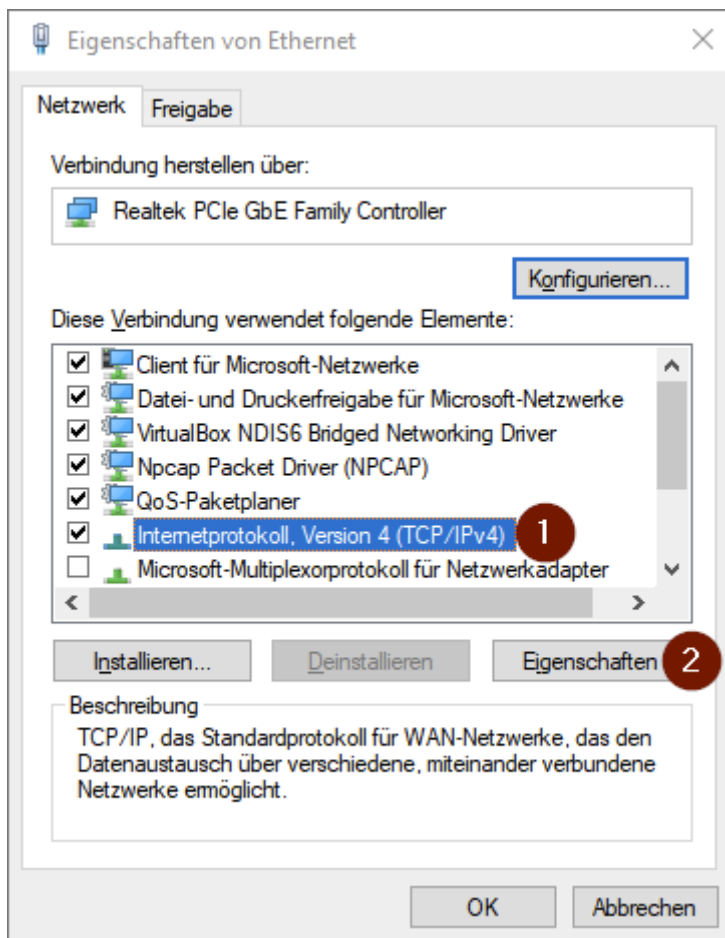 Eigenschaften von Ethernet
Netzwerk Freigabe
Verbindung herstellen über:
Realtek PCIe GbE Family Controller
Konfigurieren...
Diese Verbindung verwendet folgende Elemente:
Client für Microsoft-Netzwerke
Datei- und Druckerfreigabe für Microsoft-Netzwerke
VirtualBox NDIS6 Bridged Networking Driver
Npcap Packet Driver (NPCAP)
QoS-Paketplaner
Internetprotokoll, Version 4 (TCP/IPv4) 1
Microsoft-Multiplexorprotokoll für Netzwerkadapter
Installieren... Deinstallieren Eigenschaften 2
Beschreibung
TCP/IP, das Standardprotokoll für WAN-Netzwerke, das den
Datenaustausch über verschiedene, miteinander verbundene
Netzwerke ermöglicht.
OK Abbrechen